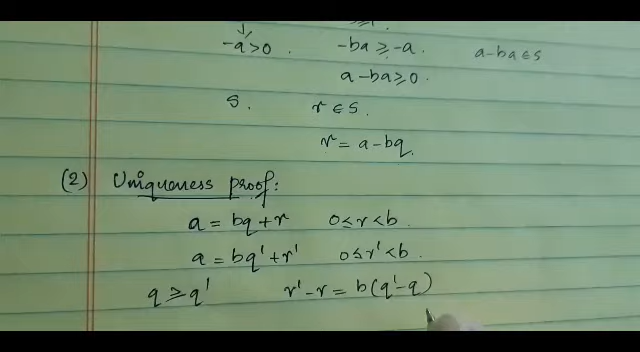 -a>0. -ba ≥ -a. a-ba ∈ S
a-ba ≥ 0.
S. r ∈ S.
r = a-bq.
(2) Uniqueness proof:
a = bq+r 0≤r<b.
a = bq'+r' 0≤r'<b.
q ≥ q' r'-r = b(q'-q)